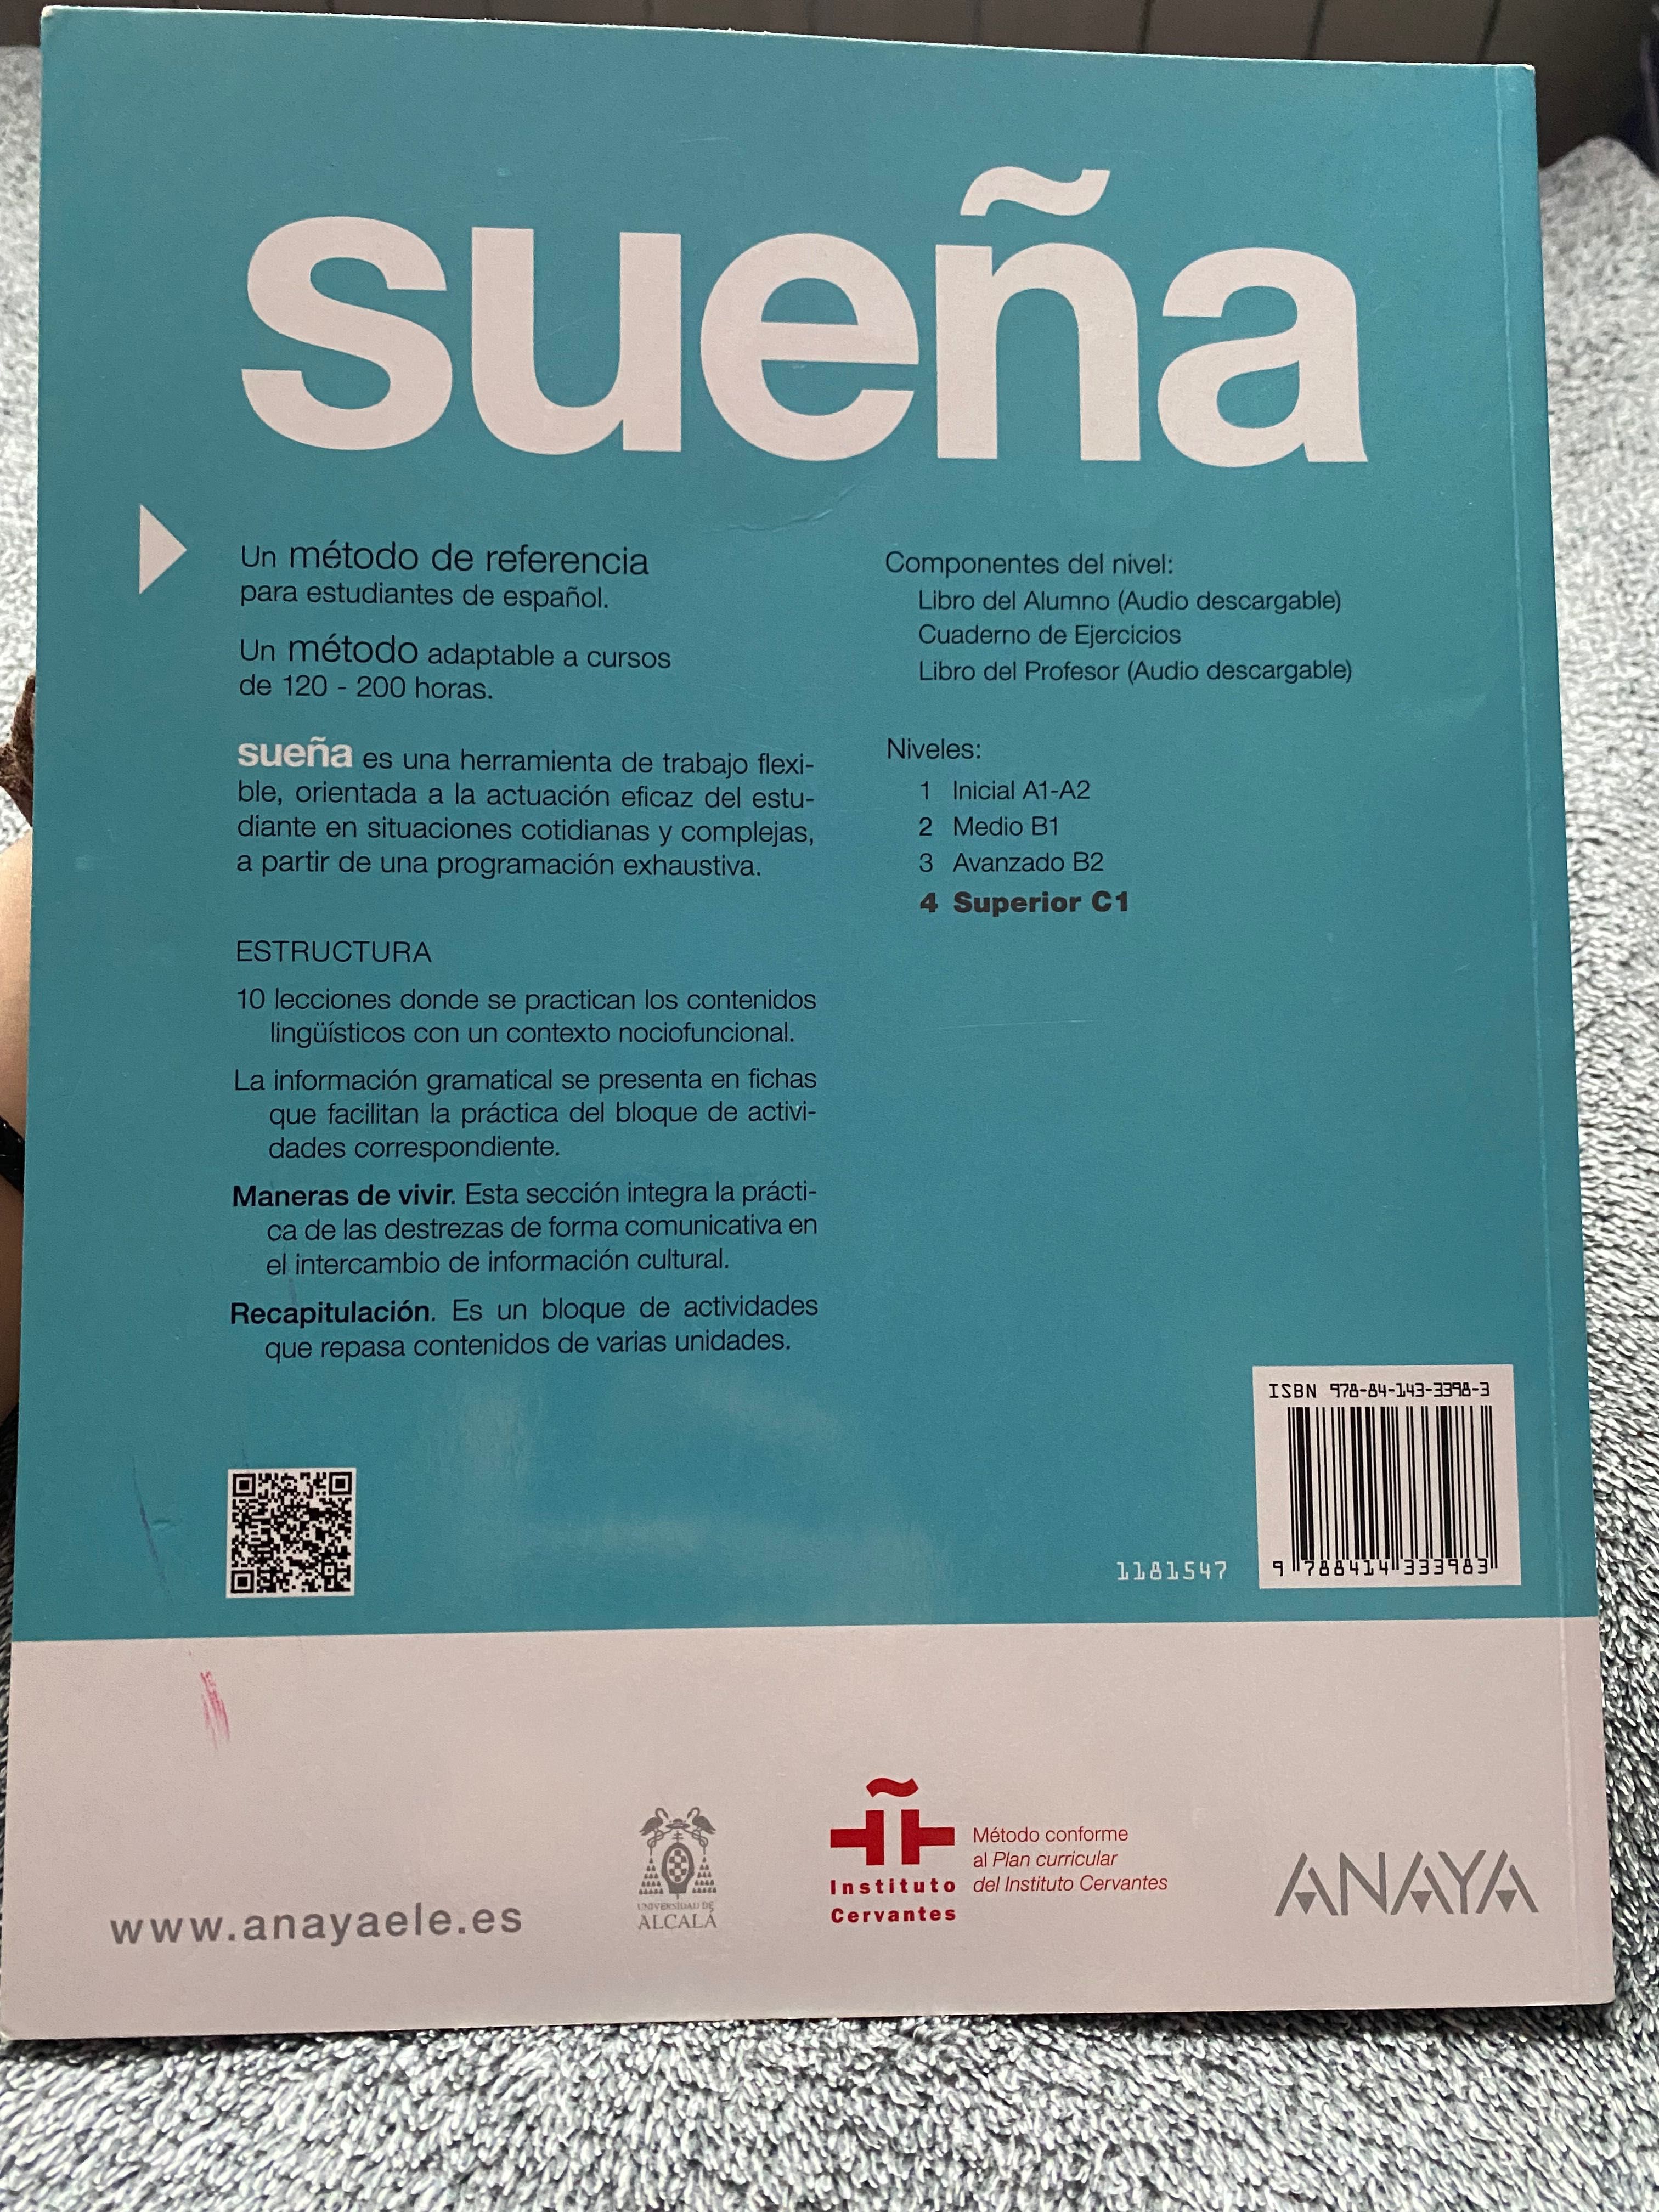 sueña
Un método de referencia
para estudiantes de español.
Un método adaptable a cursos
de 120 - 200 horas.
sueña es una herramienta de trabajo flexi-
ble, orientada a la actuación eficaz del estu-
diante en situaciones cotidianas y complejas,
a partir de una programación exhaustiva.
ESTRUCTURA
10 lecciones donde se practican los contenidos
lingüísticos con un contexto nociofuncional.
La información gramatical se presenta en fichas
que facilitan la práctica del bloque de activi-
dades correspondiente.
Maneras de vivir. Esta sección integra la prácti-
ca de las destrezas de forma comunicativa en
el intercambio de información cultural.
Recapitulación. Es un bloque de actividades
que repasa contenidos de varias unidades.
Componentes del nivel:
Libro del Alumno (Audio descargable)
Cuaderno de Ejercicios
Libro del Profesor (Audio descargable)
Niveles:
1 Inicial A1-A2
2 Medio B1
3 Avanzado B2
4 Superior C1
ISBN 978-84-143-3398-3
9 788414 333983
1181547
www.anayaele.es
UNIVERSIDAD DE
ALCALÁ
Instituto
Cervantes
Método conforme
al Plan curricular
del Instituto Cervantes
ANAYA